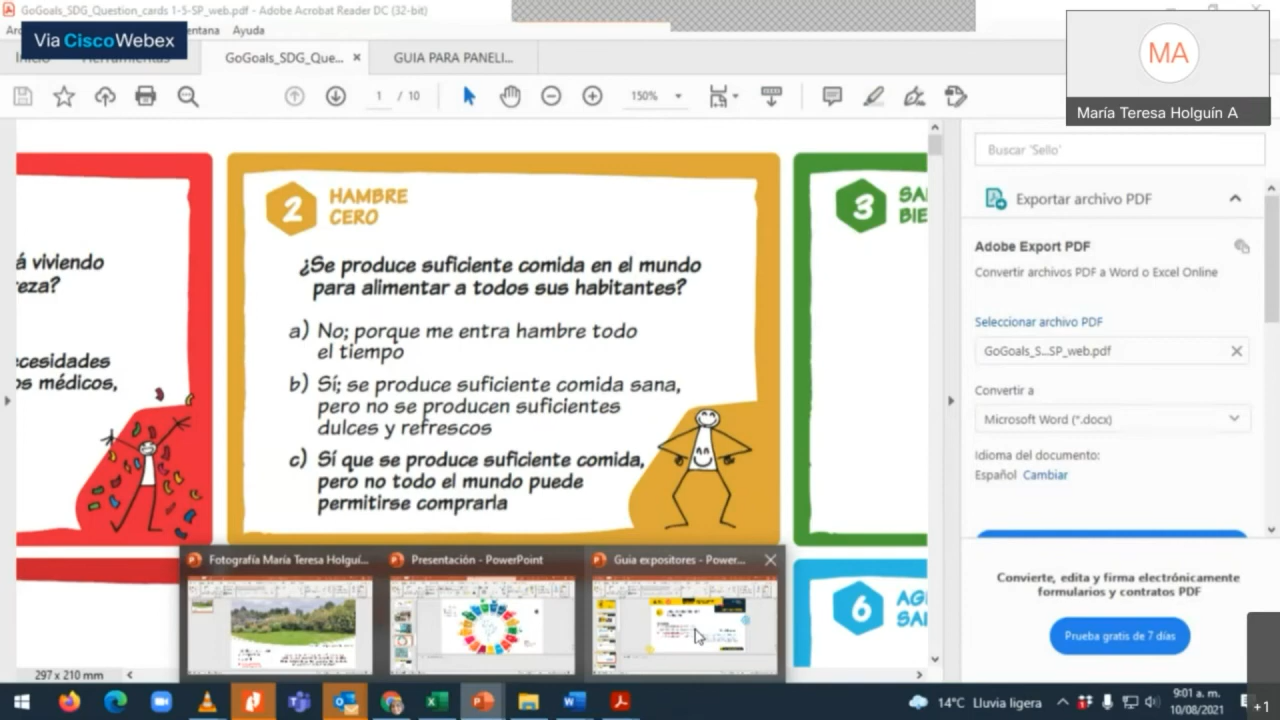 GoGoals_SDG_Question_cards 1-5-SP_web.pdf - Adobe Acrobat Reader DC (32-bit)
Ayuda
Via CiscoWebex
GoGoals_SDG_Que...
GUIA PARA PANELI...
MA
María Teresa Holguín A
1 / 10
150%
Buscar 'Sello'
Exportar archivo PDF
Adobe Export PDF
Convertir archivos PDF a Word o Excel Online
Seleccionar archivo PDF
GoGoals_S...SP_web.pdf
Convertir a
Microsoft Word (*.docx)
Idioma del documento:
Español Cambiar
Convierte, edita y firma electrónicamente
formularios y contratos PDF
Prueba gratis de 7 días
á viviendo
eza?
cesidades
os médicos,
2 HAMBRE
CERO
¿Se produce suficiente comida en el mundo
para alimentar a todos sus habitantes?
a) No; porque me entra hambre todo
el tiempo
b) Sí; se produce suficiente comida sana,
pero no se producen suficientes
dulces y refrescos
c) Sí que se produce suficiente comida,
pero no todo el mundo puede
permitirse comprarla
3 SA
BIE
6 AG
SA
Fotografía María Teresa Holguí...
Presentación - PowerPoint
Guia expositores - Power...
297 x 210 mm
14°C Lluvia ligera
9:01 a. m.
10/08/2021
+1